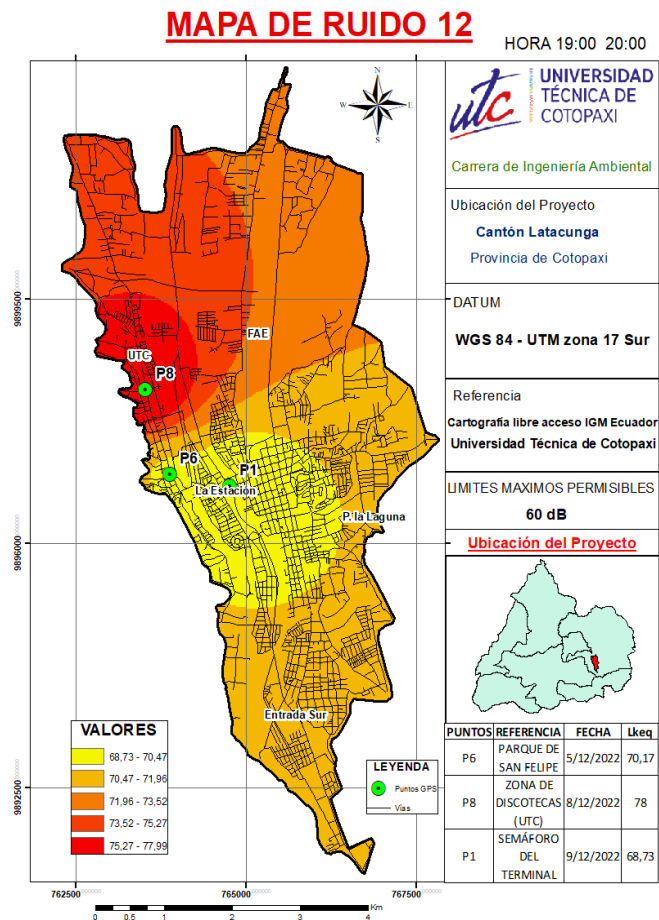 MAPA DE RUIDO 12
HORA 19:00 20:00
N
W
E
S
utc
UNIVERSIDAD
TÉCNICA DE
COTOPAXI
Carrera de Ingeniería Ambiental
Ubicación del Proyecto
Cantón Latacunga
Provincia de Cotopaxi
DATUM
WGS 84 - UTM zona 17 Sur
Referencia
Cartografía libre acceso IGM Ecuador
Universidad Técnica de Cotopaxi
LIMITES MAXIMOS PERMISIBLES
60 dB
Ubicación del Proyecto
PUNTOS REFERENCIA FECHA Lkeq
P6 PARQUE DE SAN FELIPE 5/12/2022 70,17
P8 ZONA DE DISCOTECAS (UTC) 8/12/2022 78
P1 SEMÁFORO DEL TERMINAL 9/12/2022 68,73
9899500
9896000
9892500
UTC
FAE
P8
P6
P1
La Estación
P. la Laguna
Entrada Sur
VALORES
68,73 - 70,47
70,47 - 71,96
71,96 - 73,52
73,52 - 75,27
75,27 - 77,99
LEYENDA
Puntos GPS
Vias
762500
765000
767500
0 0.5 1 2 3 4
Km